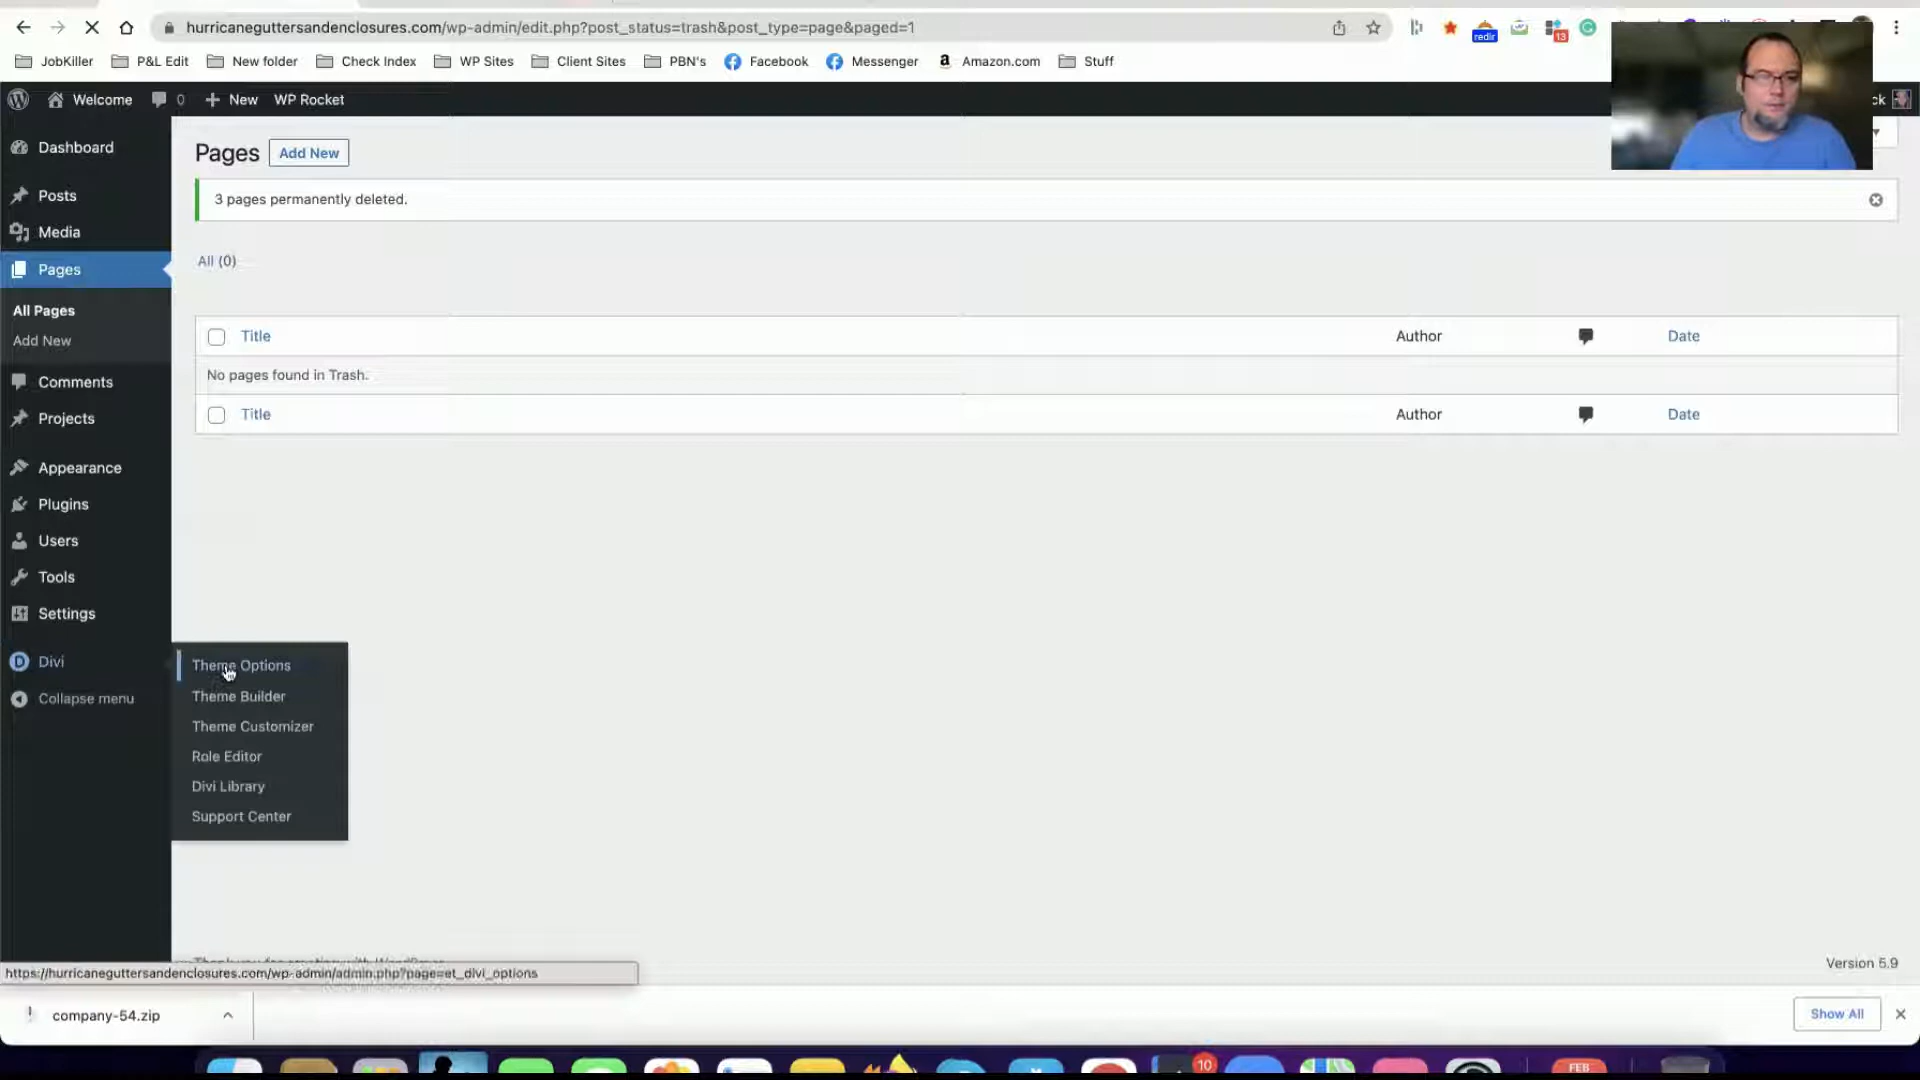 hurricaneguttersandenclosures.com/wp-admin/edit.php?post_status=trash&post_type=page&paged=1
redir
13
JobKiller
P&L Edit
New folder
Check Index
WP Sites
Client Sites
PBN's
Facebook
Messenger
Amazon.com
Stuff
Welcome
0
New
WP Rocket
ck
Dashboard
Posts
Media
Pages
All Pages
Add New
Comments
Projects
Appearance
Plugins
Users
Tools
Settings
Divi
Collapse menu
Theme Options
Theme Builder
Theme Customizer
Role Editor
Divi Library
Support Center
Pages
Add New
3 pages permanently deleted.
All (0)
Title
Author
Date
No pages found in Trash.
Title
Author
Date
Version 5.9
https://hurricaneguttersandenclosures.com/wp-admin/admin.php?page=et_divi_options
company-54.zip
Show All
10
FEB